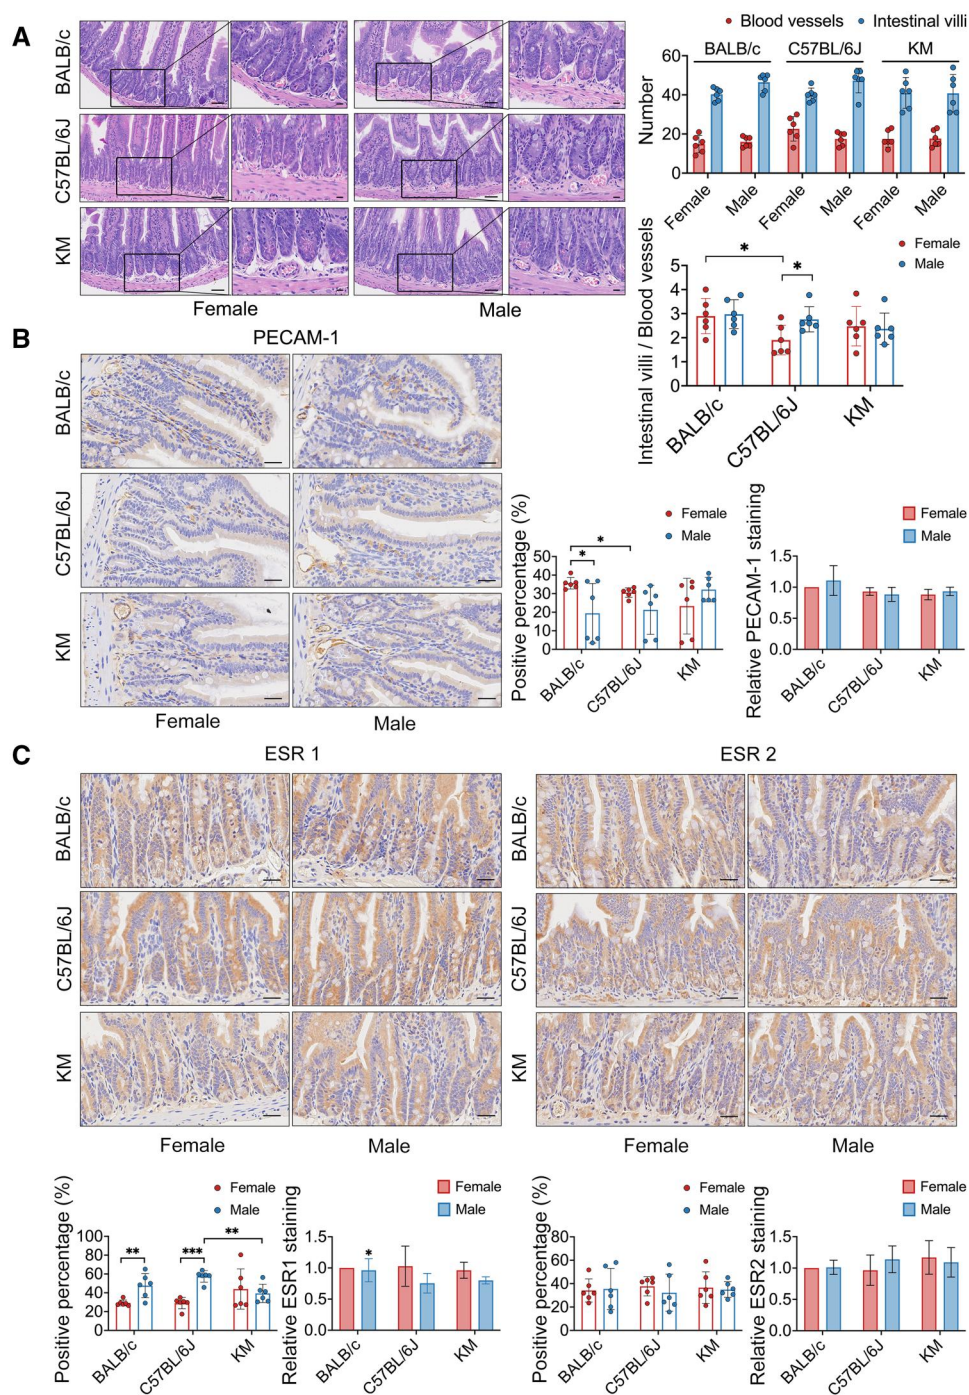 A
BALB/c
C57BL/6J
KM
Female
Male
Blood vessels
Intestinal villi
BALB/c
C57BL/6J
KM
Number
60
40
20
0
Female
Male
Female
Male
Female
Male
Female
Male
Intestinal villi / Blood vessels
5
4
3
2
1
0
*
*
BALB/c
C57BL/6J
KM
B
PECAM-1
BALB/c
C57BL/6J
KM
Female
Male
Positive percentage (%)
Female
Male
50
40
30
20
10
0
*
*
BALB/c
C57BL/6J
KM
Relative PECAM-1 staining
Female
Male
1.5
1.0
0.5
0.0
BALB/c
C57BL/6J
KM
C
ESR 1
ESR 2
BALB/c
C57BL/6J
KM
Female
Male
BALB/c
C57BL/6J
KM
Female
Male
Positive percentage (%)
Female
Male
100
80
60
40
20
0
**
***
**
BALB/c
C57BL/6J
KM
Relative ESR1 staining
Female
Male
1.5
1.0
0.5
0.0
*
BALB/c
C57BL/6J
KM
Positive percentage (%)
Female
Male
80
60
40
20
0
BALB/c
C57BL/6J
KM
Relative ESR2 staining
Female
Male
1.5
1.0
0.5
0.0
BALB/c
C57BL/6J
KM